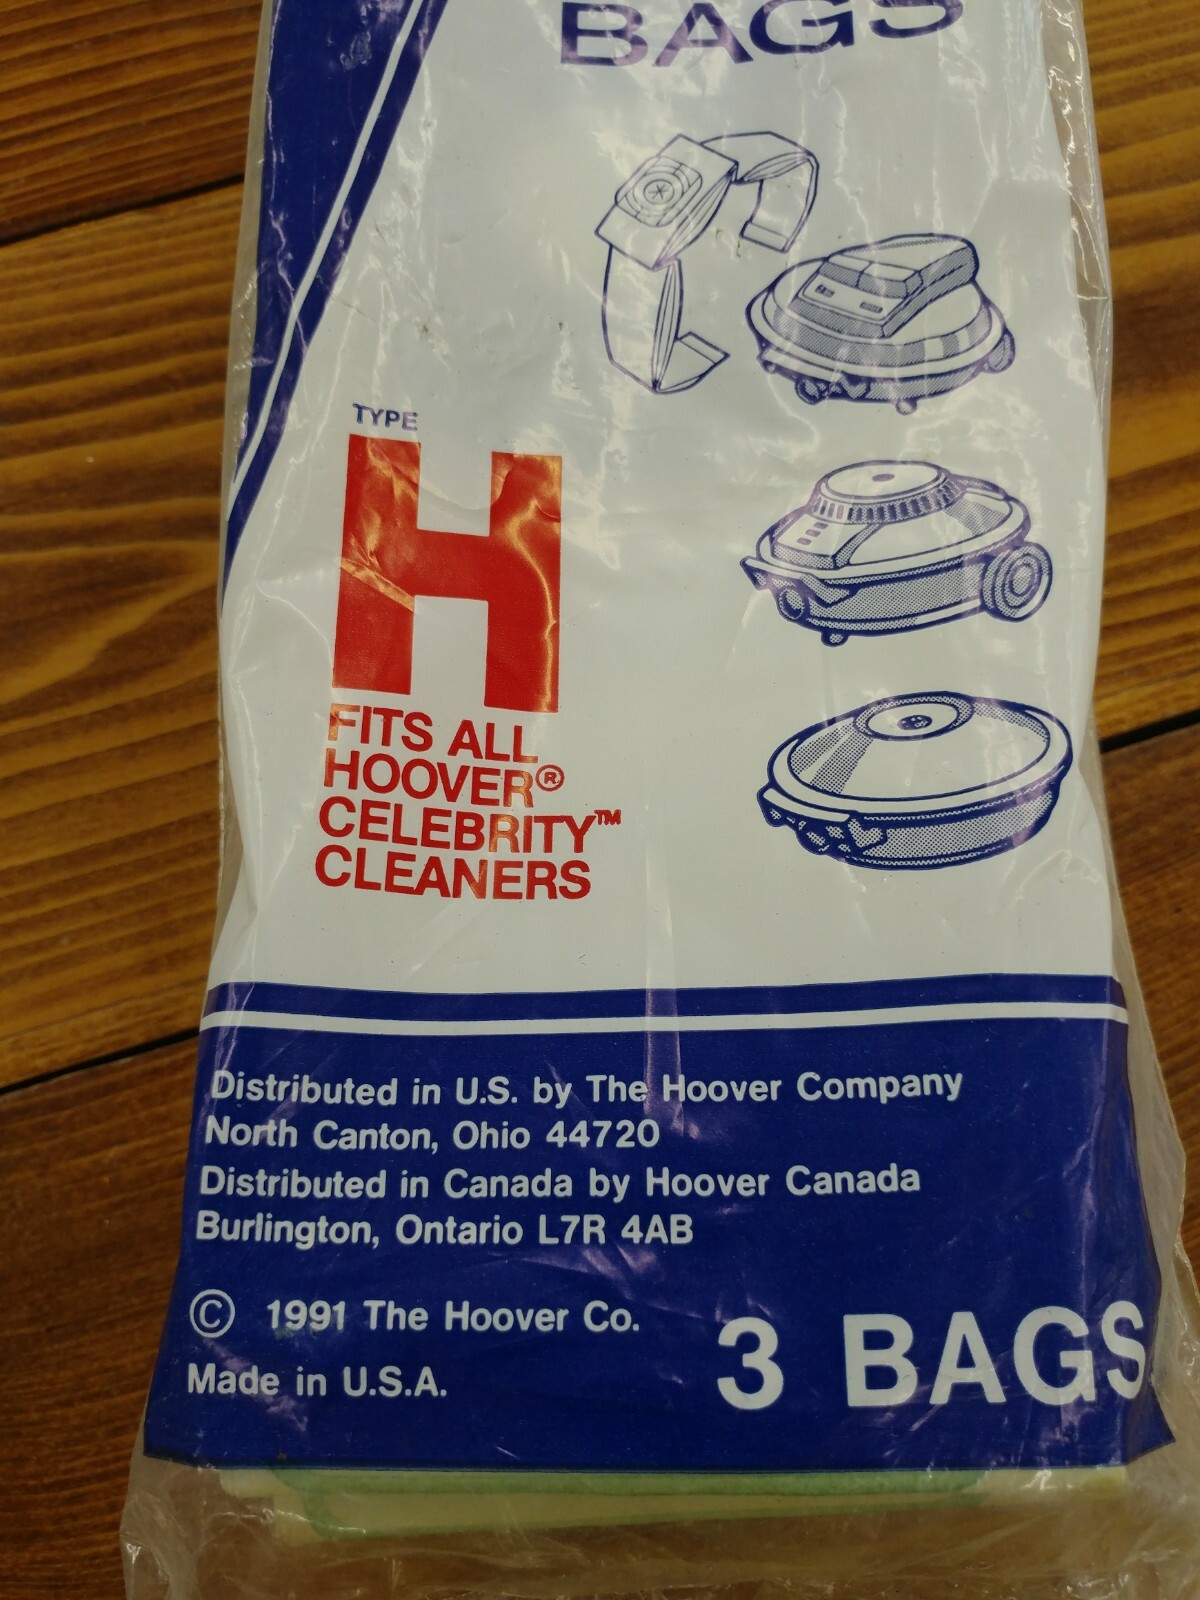 BAGS
TYPE
H
FITS ALL
HOOVER®
CELEBRITY™
CLEANERS
Distributed in U.S. by The Hoover Company
North Canton, Ohio 44720
Distributed in Canada by Hoover Canada
Burlington, Ontario L7R 4AB
© 1991 The Hoover Co.
Made in U.S.A.
3 BAGS